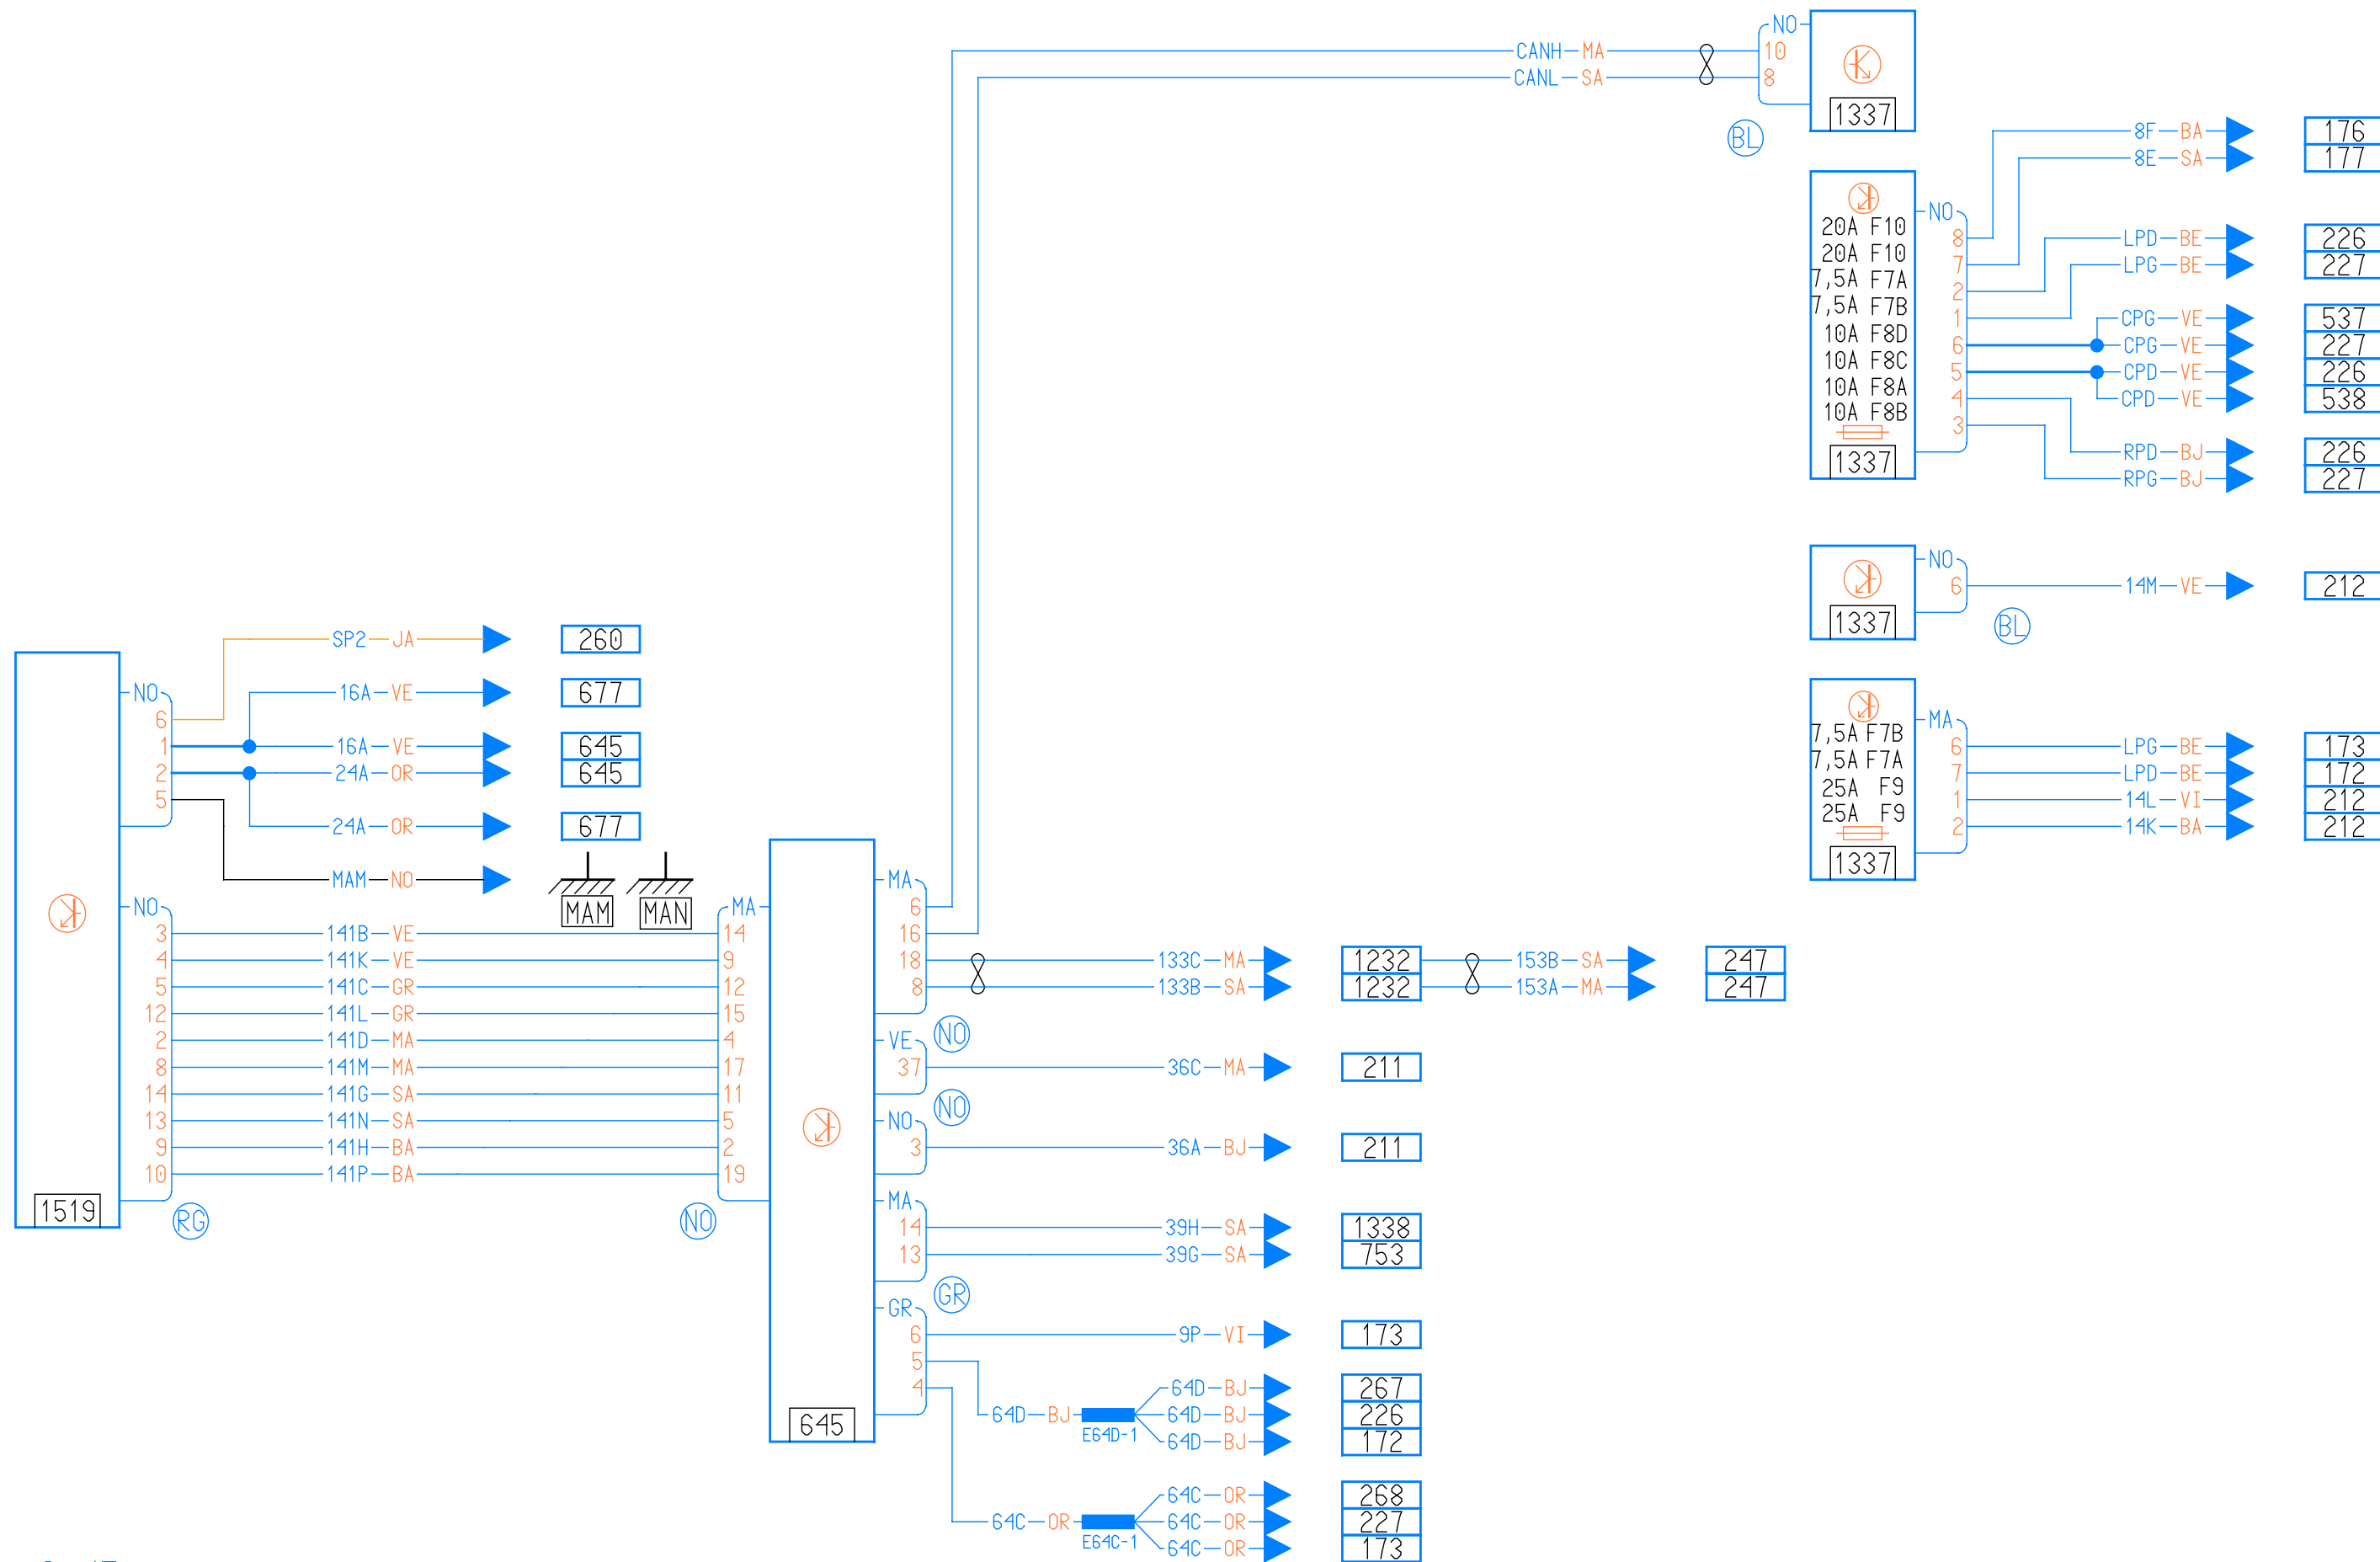 NO
CANH MA 10
CANL SA 8
1337
BL
8F BA 176
8E SA 177
NO
20A F10 8
20A F10 7
7,5A F7A 2
7,5A F7B 1
10A F8D 6
10A F8C 5
10A F8A 4
10A F8B 3
1337
LPD BE 226
LPG BE 227
CPG VE 537
CPG VE 227
CPD VE 226
CPD VE 538
RPD BJ 226
RPG BJ 227
NO
6 14M VE 212
1337
BL
MA
7,5A F7B 6 LPG BE 173
7,5A F7A 7 LPD BE 172
25A F9 1 14L VI 212
25A F9 2 14K BA 212
1337
SP2 JA 260
NO
6
16A VE 677
1 16A VE 645
2 24A OR 645
5
24A OR 677
MAM NO
MAM MAN
NO MA
3 141B VE 14
4 141K VE 9
5 141C GR 12
12 141L GR 15
2 141D MA 4
8 141M MA 17
14 141G SA 11
13 141N SA 5
9 141H BA 2
10 141P BA 19
1519
RG
NO
MA
6
16
18 133C MA 1232 153B SA 247
8 133B SA 1232 153A MA 247
NO
VE
37 36C MA 211
NO
NO
3 36A BJ 211
MA
14 39H SA 1338
13 39G SA 753
GR
GR
6 9P VI 173
5
4
645
64D BJ 267
64D BJ 64D BJ 226
E64D-1 64D BJ 172
64C OR 268
64C OR 64C OR 227
E64C-1 64C OR 173